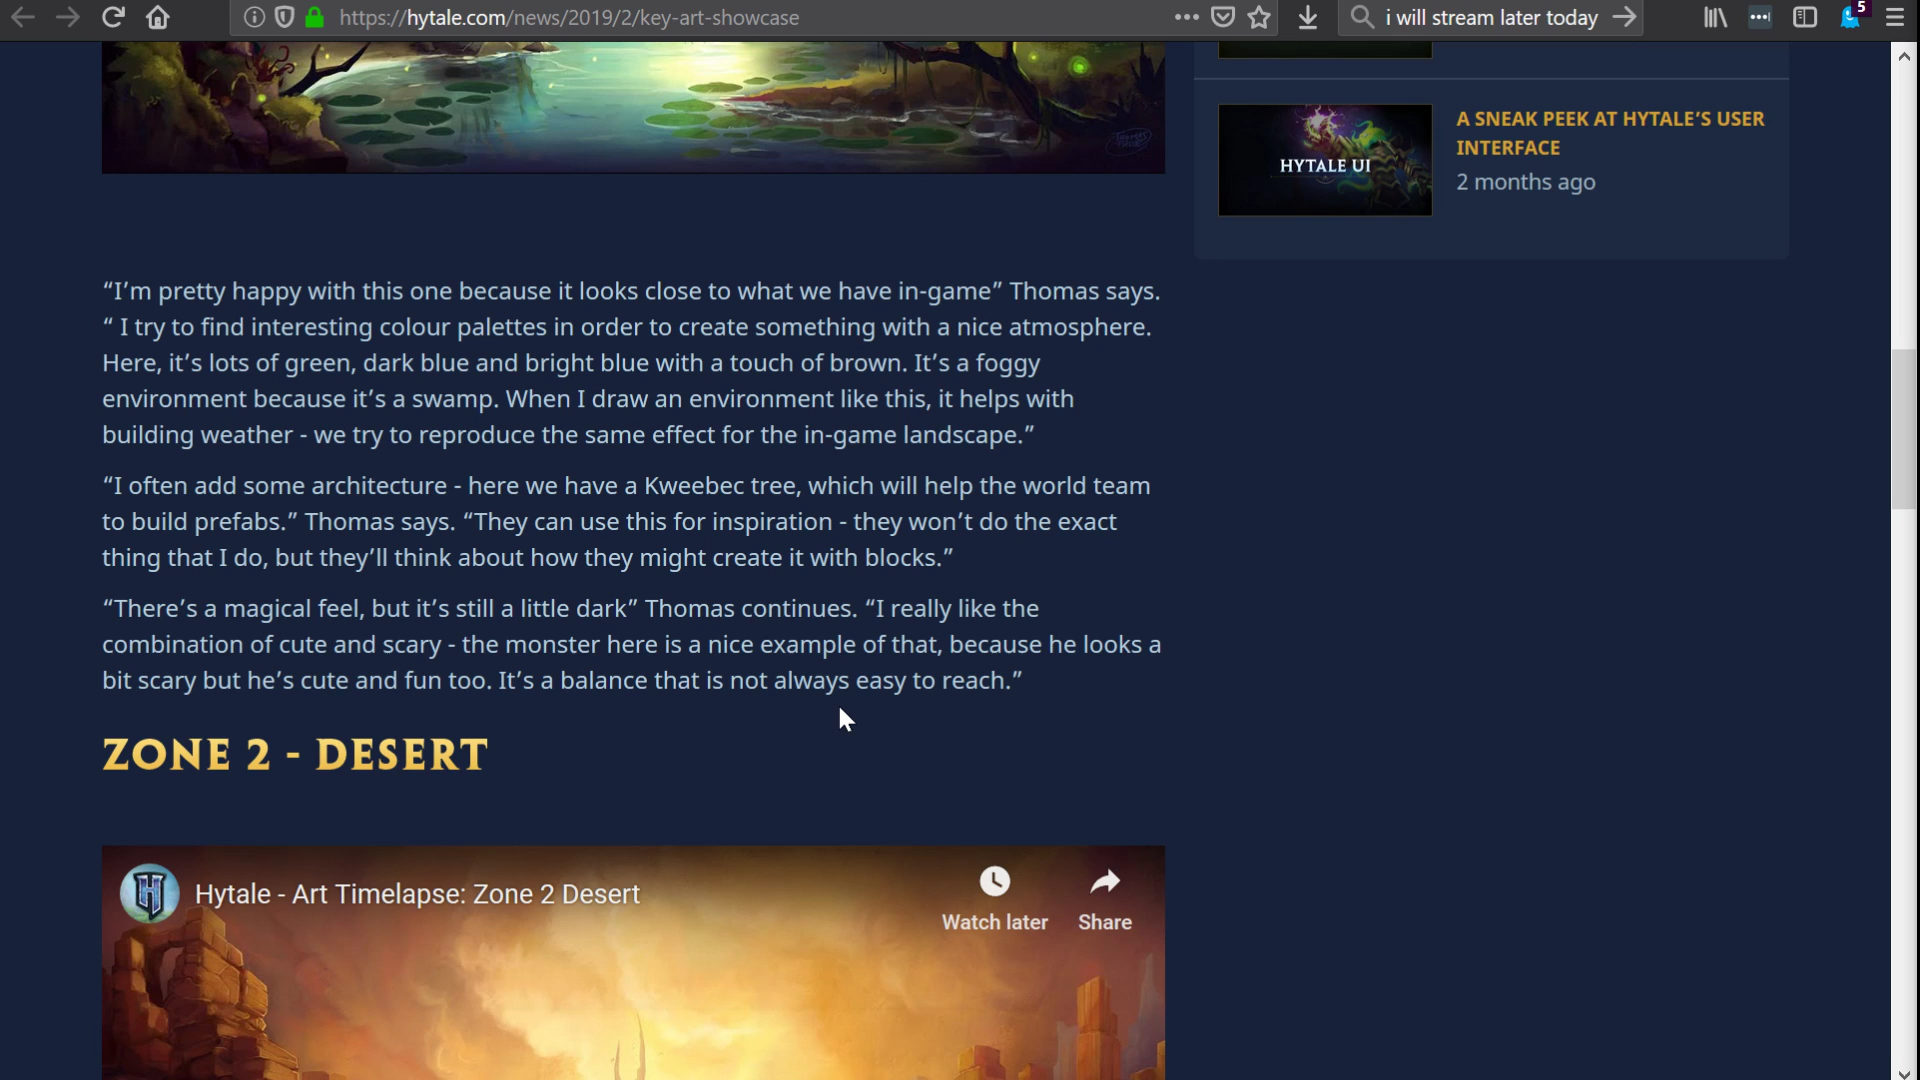 https://hytale.com/news/2019/2/key-art-showcase
i will stream later today
5
A SNEAK PEEK AT HYTALE’S USER
INTERFACE
2 months ago
HYTALE UI
“I’m pretty happy with this one because it looks close to what we have in-game” Thomas says.
“ I try to find interesting colour palettes in order to create something with a nice atmosphere.
Here, it’s lots of green, dark blue and bright blue with a touch of brown. It’s a foggy
environment because it’s a swamp. When I draw an environment like this, it helps with
building weather - we try to reproduce the same effect for the in-game landscape.”
“I often add some architecture - here we have a Kweebec tree, which will help the world team
to build prefabs.” Thomas says. “They can use this for inspiration - they won’t do the exact
thing that I do, but they’ll think about how they might create it with blocks.”
“There’s a magical feel, but it’s still a little dark” Thomas continues. “I really like the
combination of cute and scary - the monster here is a nice example of that, because he looks a
bit scary but he’s cute and fun too. It’s a balance that is not always easy to reach.”
ZONE 2 - DESERT
Hytale - Art Timelapse: Zone 2 Desert
Watch later
Share